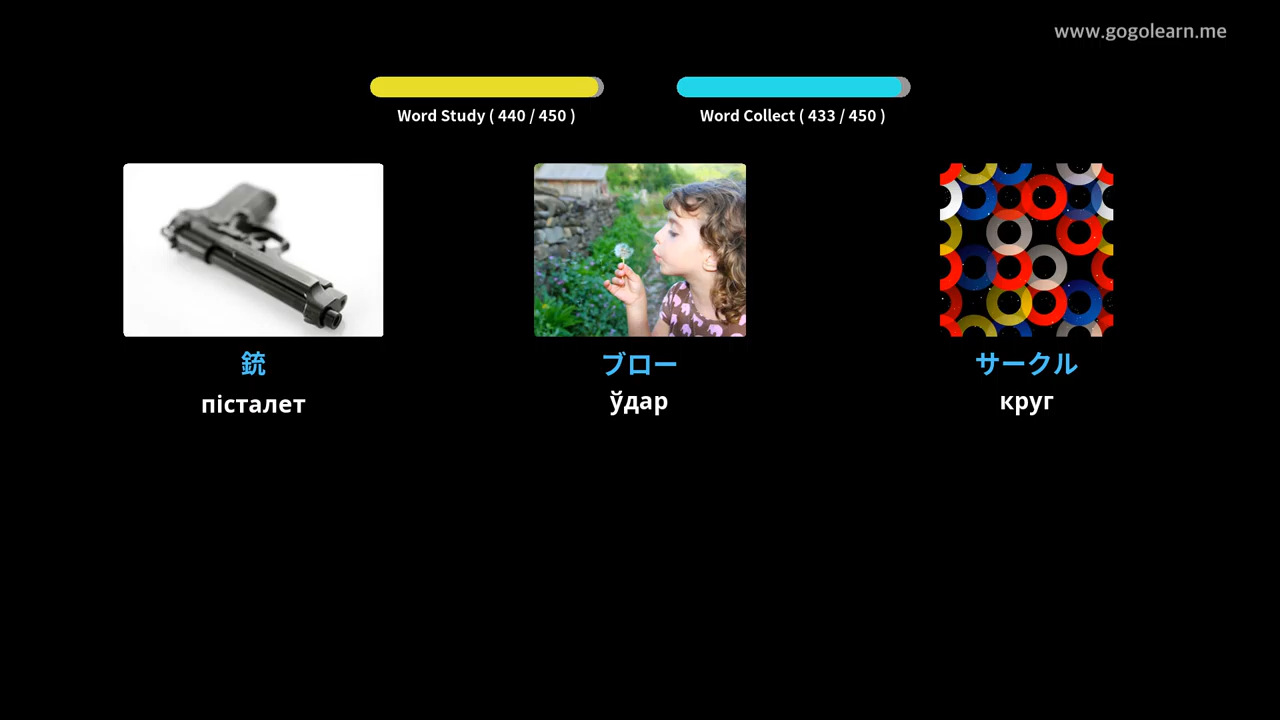 www.gogolearn.me
Word Study ( 440 / 450 )
Word Collect ( 433 / 450 )
銃
ブロー
サークル
пісталет
ўдар
круг